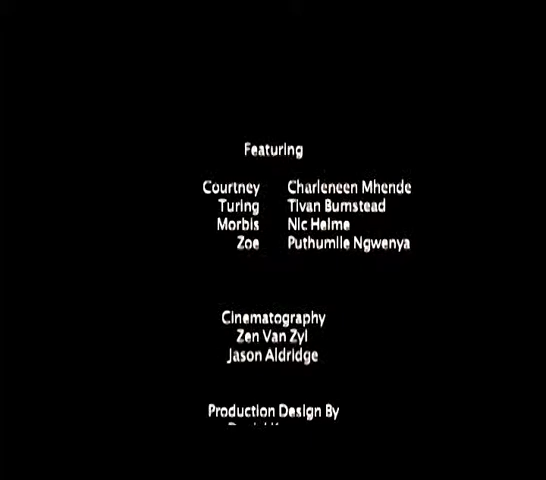 Featuring
Courtney Charleneen Mhende
Turing Tivan Bumstead
Morbis Nic Helme
Zoe Puthumile Ngwenya
Cinematography
Zen Van Zyl
Jason Aldridge
Production Design By